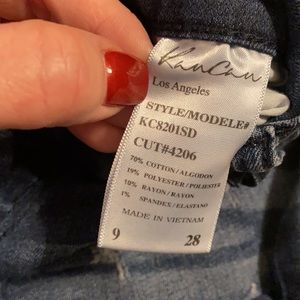 KanCan
Los Angeles
STYLE/MODELE#
KC8201SD
CUT#4206
70% COTTON/ALGODON
19% POLYESTER/POLIESTER
10% RAYON/RAYON
1% SPANDEX/ELASTANO
MADE IN VIETNAM
9 28